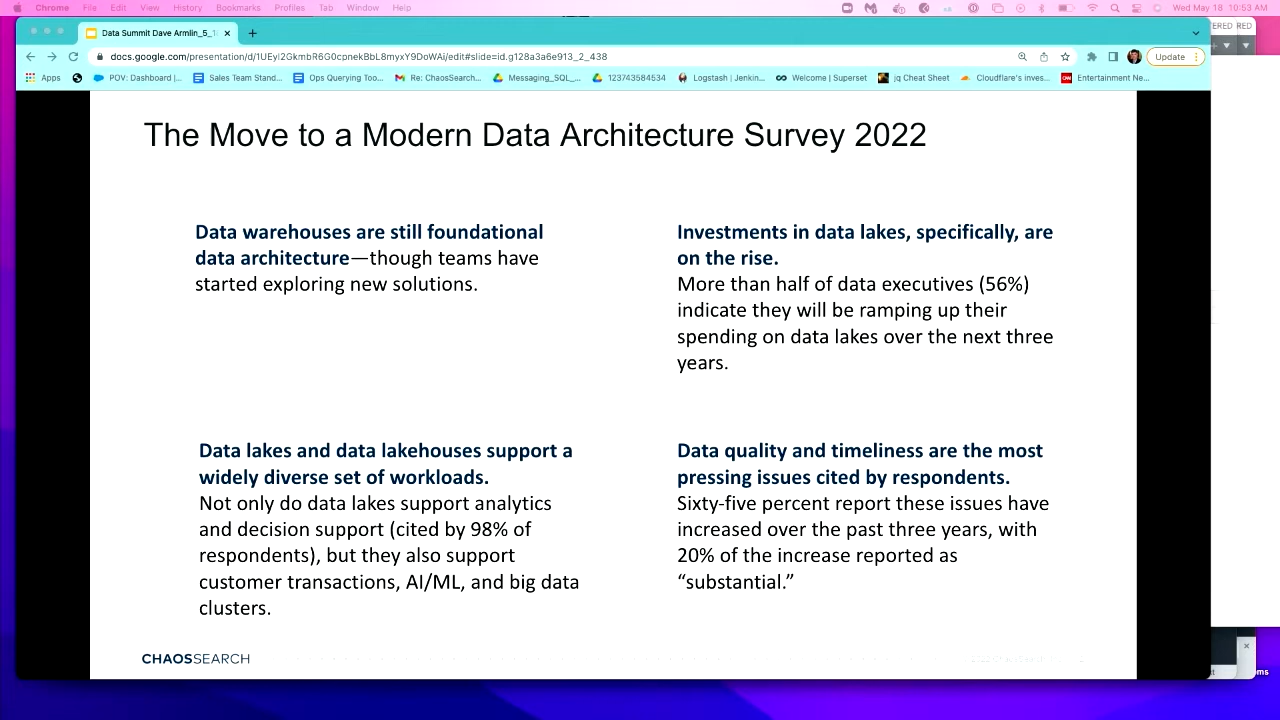 Chrome File Edit View History Bookmarks Profiles Tab Window Help
Wed May 18 10:53 AM
Data Summit Dave Armlin_5_1
ERED RED
docs.google.com/presentation/d/1UEyl2GkmbR6G0cpnekBbL8myxY9DoWAi/edit#slide=id.g128a3a6e913_2_438
Update
Apps POV: Dashboard |... Sales Team Stand... Ops Querying Too... Re: ChaosSearch... Messaging_SQL_... 123743584534 Logstash | Jenkin... Welcome | Superset jq Cheat Sheet Cloudflare's inves... Entertainment Ne...
The Move to a Modern Data Architecture Survey 2022
Data warehouses are still foundational
data architecture—though teams have
started exploring new solutions.
Investments in data lakes, specifically, are
on the rise.
More than half of data executives (56%)
indicate they will be ramping up their
spending on data lakes over the next three
years.
Data lakes and data lakehouses support a
widely diverse set of workloads.
Not only do data lakes support analytics
and decision support (cited by 98% of
respondents), but they also support
customer transactions, AI/ML, and big data
clusters.
Data quality and timeliness are the most
pressing issues cited by respondents.
Sixty-five percent report these issues have
increased over the past three years, with
20% of the increase reported as
“substantial.”
CHAOSSEARCH